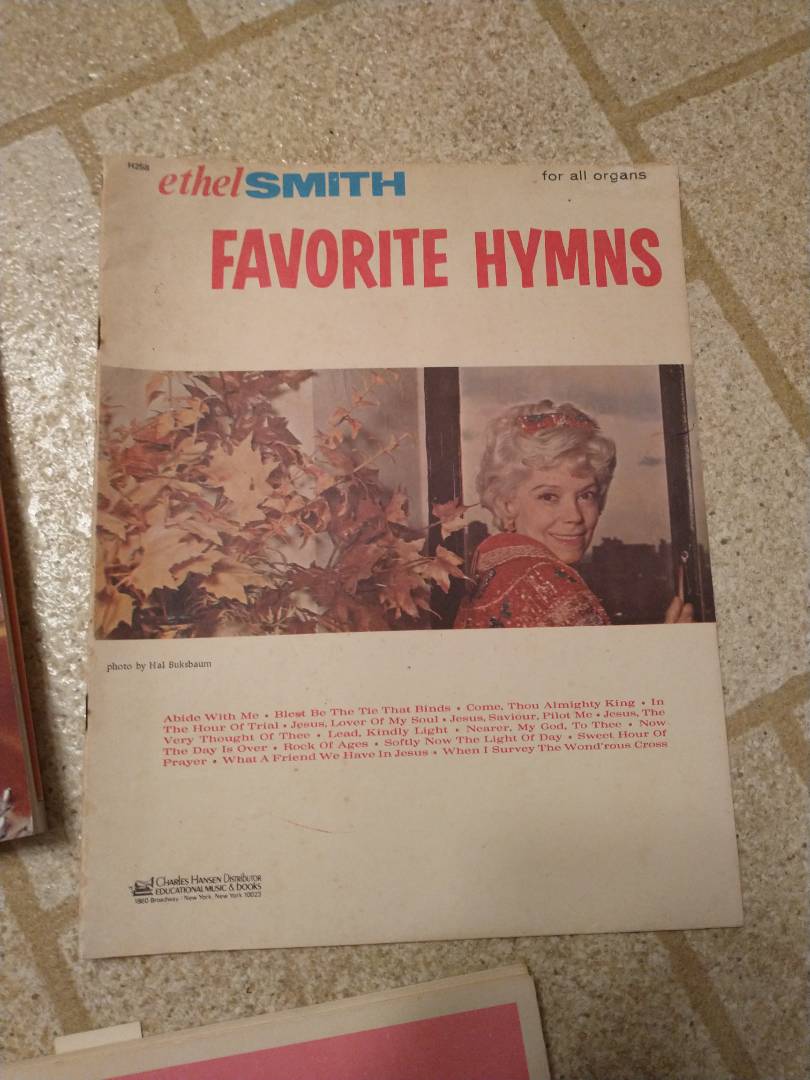 H258
ethel SMITH
for all organs
FAVORITE HYMNS
photo by Hal Buksbaum
Abide With Me • Blest Be The Tie That Binds • Come, Thou Almighty King • In
The Hour Of Trial • Jesus, Lover Of My Soul • Jesus, Saviour, Pilot Me • Jesus, The
Very Thought Of Thee • Lead, Kindly Light • Nearer, My God, To Thee • Now
The Day Is Over • Rock Of Ages • Softly Now The Light Of Day • Sweet Hour Of
Prayer • What A Friend We Have In Jesus • When I Survey The Wond'rous Cross
CHARLES HANSEN DISTRIBUTOR
EDUCATIONAL MUSIC & BOOKS
1860 Broadway • New York, New York 10023